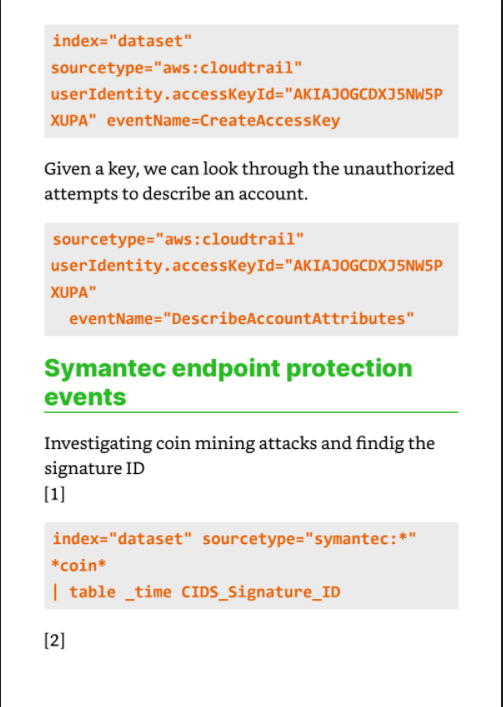 index="dataset"
sourcetype="aws:cloudtrail"
userIdentity.accessKeyId="AKIAJOGCDXJ5NW5P
XUPA" eventName=CreateAccessKey
Given a key, we can look through the unauthorized
attempts to describe an account.
sourcetype="aws:cloudtrail"
userIdentity.accessKeyId="AKIAJOGCDXJ5NW5P
XUPA"
eventName="DescribeAccountAttributes"
Symantec endpoint protection
events
Investigating coin mining attacks and findig the
signature ID
[1]
index="dataset" sourcetype="symantec:*"
*coin*
| table _time CIDS_Signature_ID
[2]